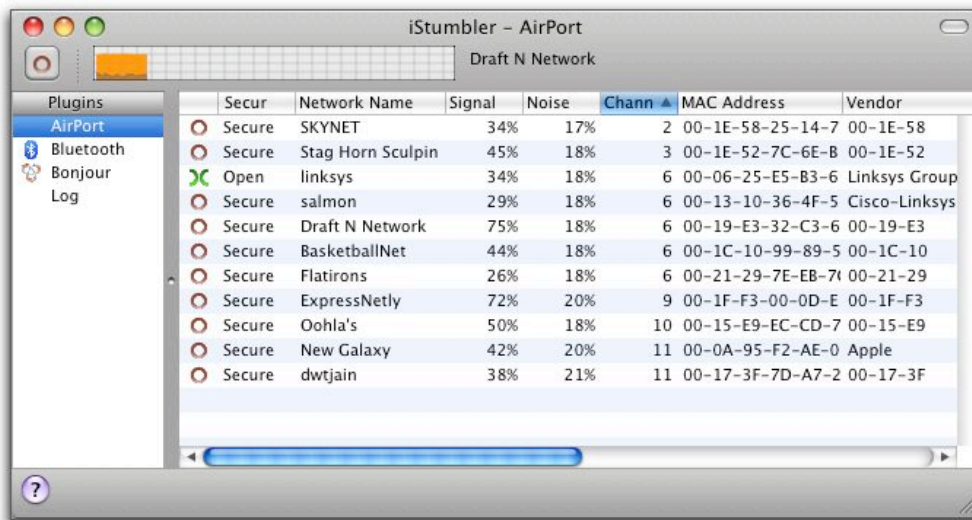 iStumbler – AirPort
Draft N Network
Plugins
AirPort
Bluetooth
Bonjour
Log
Secur Network Name Signal Noise Chann MAC Address Vendor
Secure SKYNET 34% 17% 2 00-1E-58-25-14-7 00-1E-58
Secure Stag Horn Sculpin 45% 18% 3 00-1E-52-7C-6E-B 00-1E-52
Open linksys 34% 18% 6 00-06-25-E5-B3-6 Linksys Group
Secure salmon 29% 18% 6 00-13-10-36-4F-5 Cisco-Linksys
Secure Draft N Network 75% 18% 6 00-19-E3-32-C3-6 00-19-E3
Secure BasketballNet 44% 18% 6 00-1C-10-99-89-5 00-1C-10
Secure Flatirons 26% 18% 6 00-21-29-7E-EB-7( 00-21-29
Secure ExpressNetly 72% 20% 9 00-1F-F3-00-0D-E 00-1F-F3
Secure Oohla's 50% 18% 10 00-15-E9-EC-CD-7 00-15-E9
Secure New Galaxy 42% 20% 11 00-0A-95-F2-AE-0 Apple
Secure dwtjain 38% 21% 11 00-17-3F-7D-A7-2 00-17-3F
?